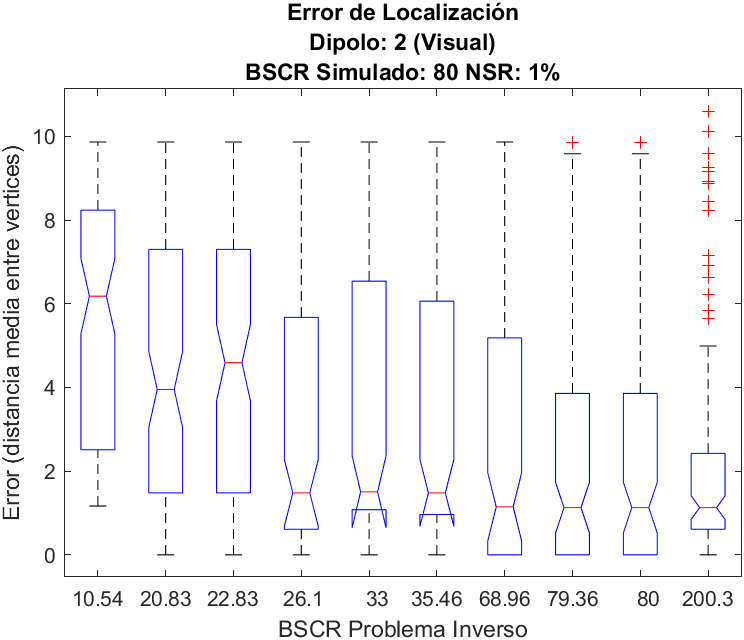 Error de Localización
Dipolo: 2 (Visual)
BSCR Simulado: 80 NSR: 1%
Error (distancia media entre vertices)
10
8
6
4
2
0
10.54 20.83 22.83 26.1 33 35.46 68.96 79.36 80 200.3
BSCR Problema Inverso